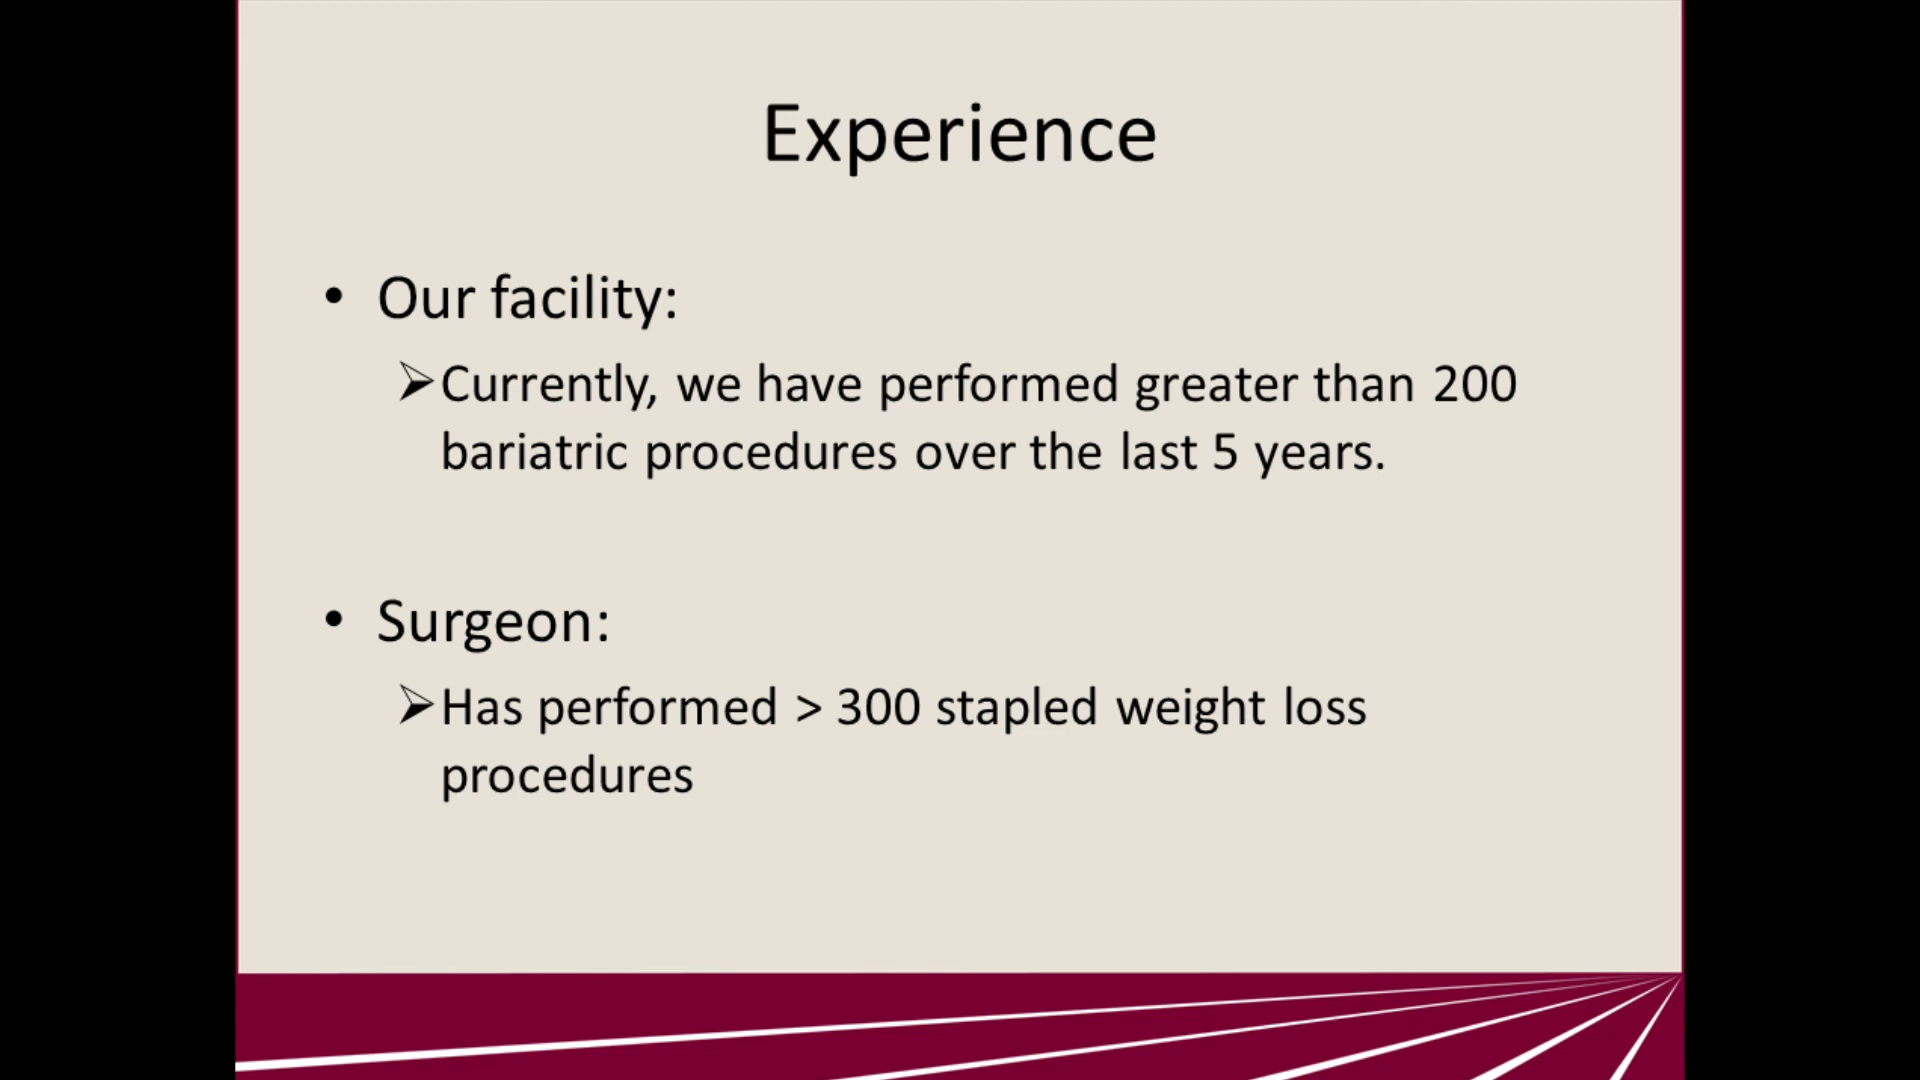 Experience
• Our facility:
➢Currently, we have performed greater than 200
bariatric procedures over the last 5 years.
• Surgeon:
➢Has performed > 300 stapled weight loss
procedures